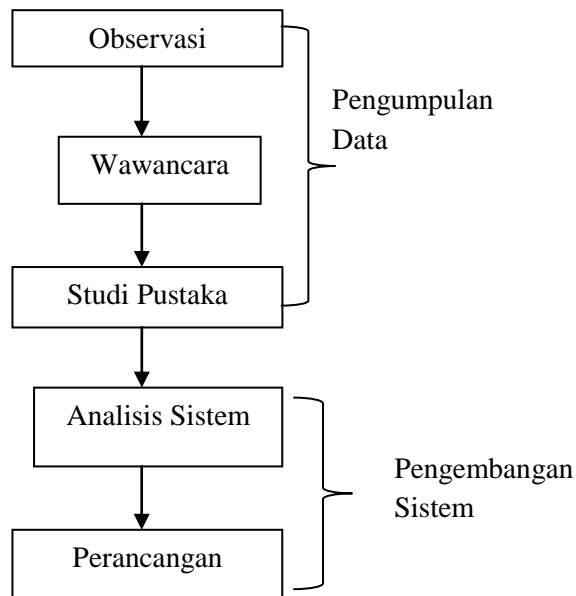 Observasi
Pengumpulan
Data
Wawancara
Studi Pustaka
Analisis Sistem
Pengembangan
Sistem
Perancangan